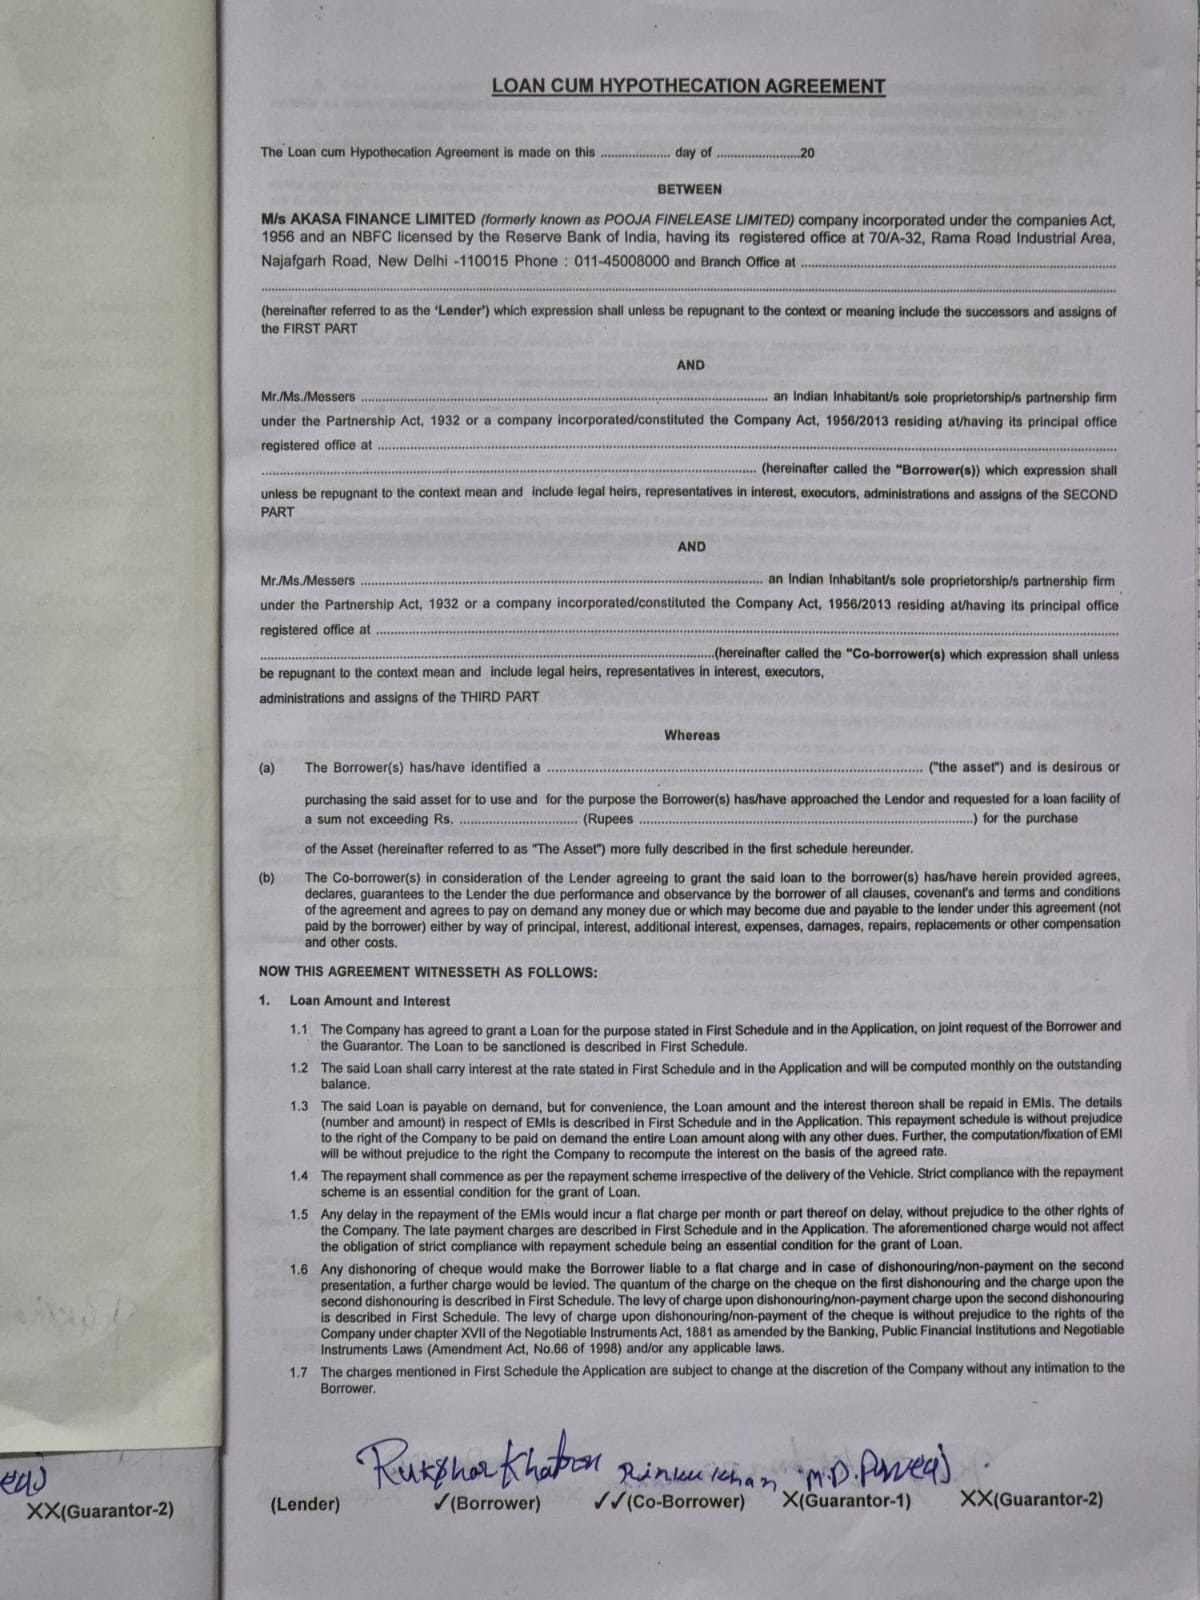 LOAN CUM HYPOTHECATION AGREEMENT
The Loan cum Hypothecation Agreement is made on this ................... day of .......................20
BETWEEN
M/s AKASA FINANCE LIMITED (formerly known as POOJA FINELEASE LIMITED) company incorporated under the companies Act,
1956 and an NBFC licensed by the Reserve Bank of India, having its registered office at 70/A-32, Rama Road Industrial Area,
Najafgarh Road, New Delhi -110015 Phone : 011-45008000 and Branch Office at ................................................
................................................................................
(hereinafter referred to as the 'Lender') which expression shall unless be repugnant to the context or meaning include the successors and assigns of
the FIRST PART
AND
Mr./Ms./Messers ................................................................ an Indian Inhabitant/s sole proprietorship/s partnership firm
under the Partnership Act, 1932 or a company incorporated/constituted the Company Act, 1956/2013 residing at/having its principal office
registered office at ................................................................
................................................................ (hereinafter called the "Borrower(s)) which expression shall
unless be repugnant to the context mean and include legal heirs, representatives in interest, executors, administrations and assigns of the SECOND
PART
AND
Mr./Ms./Messers ................................................................ an Indian Inhabitant/s sole proprietorship/s partnership firm
under the Partnership Act, 1932 or a company incorporated/constituted the Company Act, 1956/2013 residing at/having its principal office
registered office at ................................................................
................................................................(hereinafter called the "Co-borrower(s) which expression shall unless
be repugnant to the context mean and include legal heirs, representatives in interest, executors,
administrations and assigns of the THIRD PART
Whereas
(a) The Borrower(s) has/have identified a ................................................................ ("the asset") and is desirous or
purchasing the said asset for to use and for the purpose the Borrower(s) has/have approached the Lendor and requested for a loan facility of
a sum not exceeding Rs. ................................ (Rupees ................................................................) for the purchase
of the Asset (hereinafter referred to as "The Asset") more fully described in the first schedule hereunder.
(b) The Co-borrower(s) in consideration of the Lender agreeing to grant the said loan to the borrower(s) has/have herein provided agrees,
declares, guarantees to the Lender the due performance and observance by the borrower of all clauses, covenant's and terms and conditions
of the agreement and agrees to pay on demand any money due or which may become due and payable to the lender under this agreement (not
paid by the borrower) either by way of principal, interest, additional interest, expenses, damages, repairs, replacements or other compensation
and other costs.
NOW THIS AGREEMENT WITNESSETH AS FOLLOWS:
1. Loan Amount and Interest
1.1 The Company has agreed to grant a Loan for the purpose stated in First Schedule and in the Application, on joint request of the Borrower and
the Guarantor. The Loan to be sanctioned is described in First Schedule.
1.2 The said Loan shall carry interest at the rate stated in First Schedule and in the Application and will be computed monthly on the outstanding
balance.
1.3 The said Loan is payable on demand, but for convenience, the Loan amount and the interest thereon shall be repaid in EMIs. The details
(number and amount) in respect of EMIs is described in First Schedule and in the Application. This repayment schedule is without prejudice
to the right of the Company to be paid on demand the entire Loan amount along with any other dues. Further, the computation/fixation of EMI
will be without prejudice to the right the Company to recompute the interest on the basis of the agreed rate.
1.4 The repayment shall commence as per the repayment scheme irrespective of the delivery of the Vehicle. Strict compliance with the repayment
scheme is an essential condition for the grant of Loan.
1.5 Any delay in the repayment of the EMIs would incur a flat charge per month or part thereof on delay, without prejudice to the other rights of
the Company. The late payment charges are described in First Schedule and in the Application. The aforementioned charge would not affect
the obligation of strict compliance with repayment schedule being an essential condition for the grant of Loan.
1.6 Any dishonoring of cheque would make the Borrower liable to a flat charge and in case of dishonouring/non-payment on the second
presentation, a further charge would be levied. The quantum of the charge on the cheque on the first dishonouring and the charge upon the
second dishonouring is described in First Schedule. The levy of charge upon dishonouring/non-payment charge upon the second dishonouring
is described in First Schedule. The levy of charge upon dishonouring/non-payment of the cheque is without prejudice to the rights of the
Company under chapter XVII of the Negotiable Instruments Act, 1881 as amended by the Banking, Public Financial Institutions and Negotiable
Instruments Laws (Amendment Act, No.66 of 1998) and/or any applicable laws.
1.7 The charges mentioned in First Schedule the Application are subject to change at the discretion of the Company without any intimation to the
Borrower.
Rukshar Khatoon Rinku Khan M.D. Parvej
(Lender) ✓(Borrower) ✓✓(Co-Borrower) X(Guarantor-1) XX(Guarantor-2)
XX(Guarantor-2)